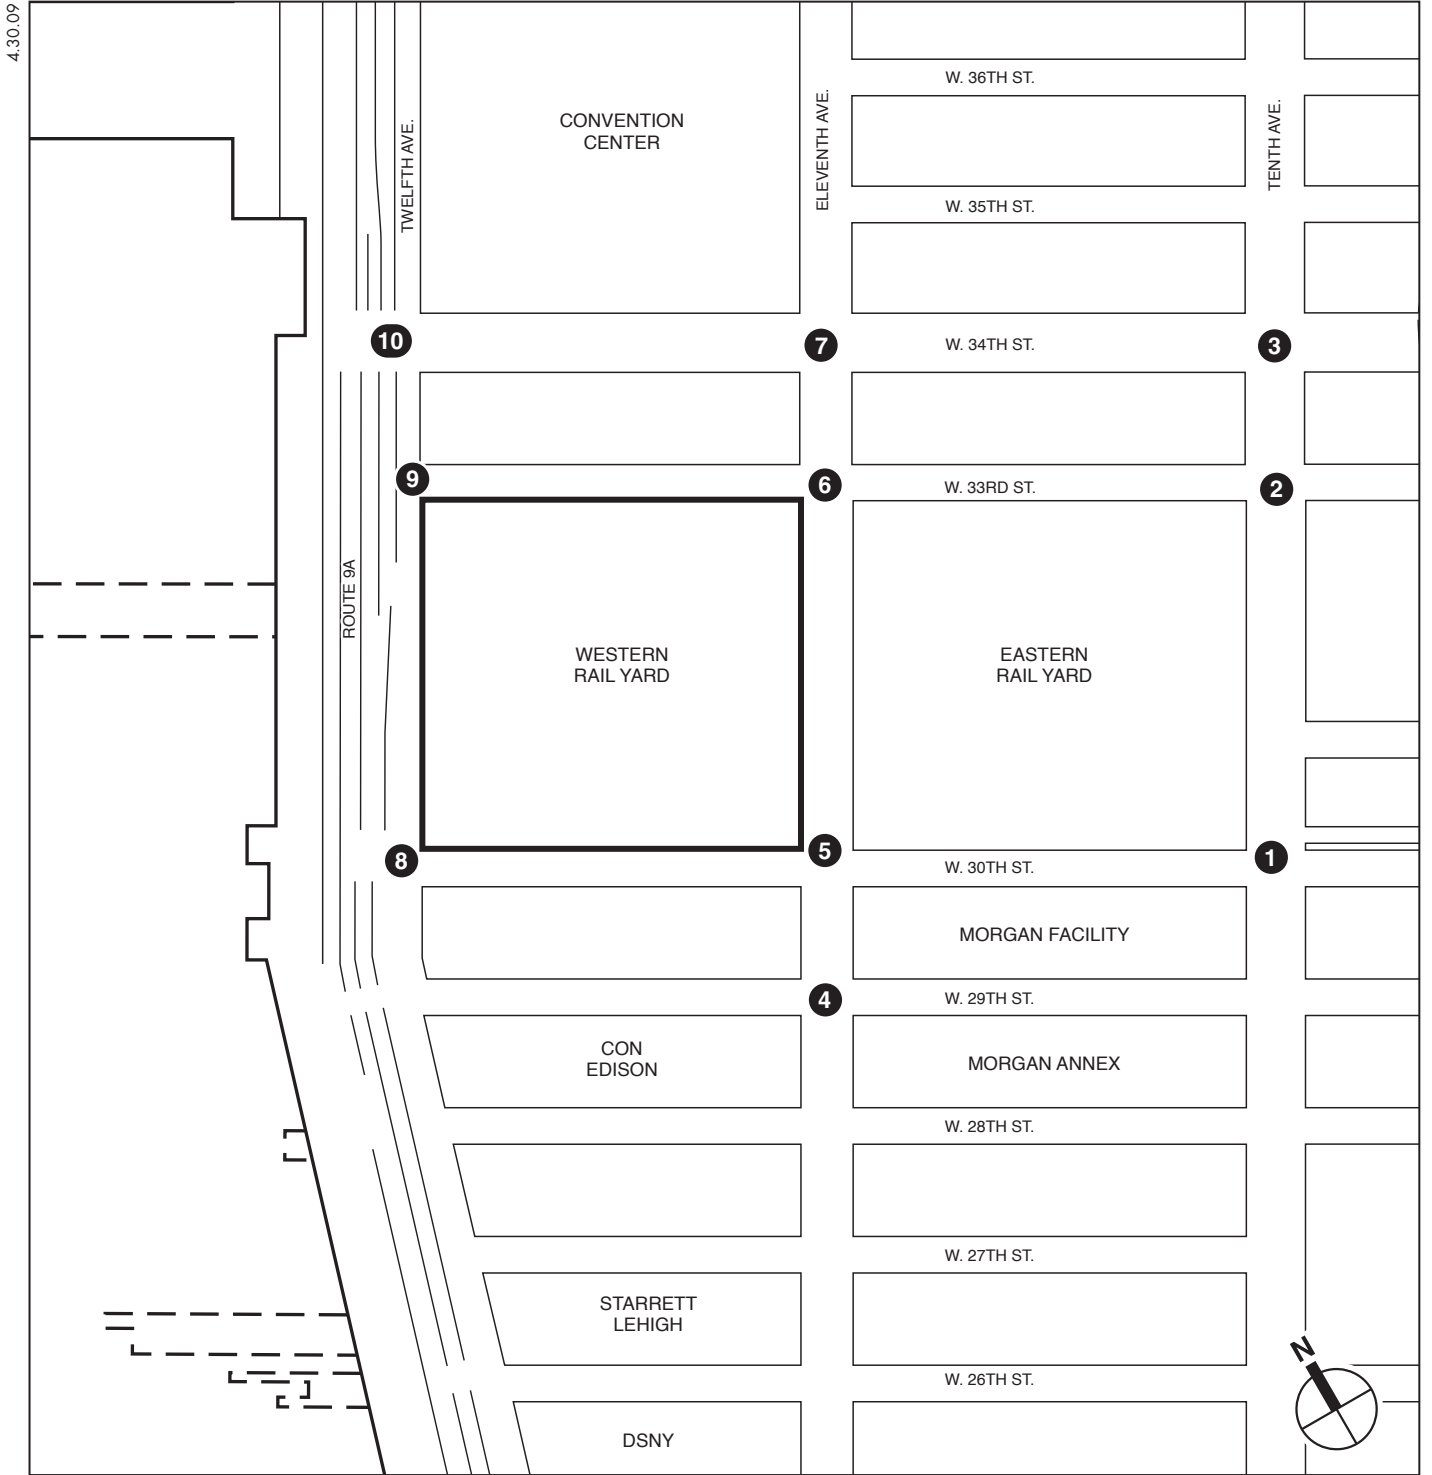 4.30.09
W. 36TH ST.
CONVENTION
CENTER
TWELFTH AVE.
ELEVENTH AVE.
TENTH AVE.
W. 35TH ST.
10
7
W. 34TH ST.
3
9
6
W. 33RD ST.
2
ROUTE 9A
WESTERN
RAIL YARD
EASTERN
RAIL YARD
8
5
W. 30TH ST.
1
MORGAN FACILITY
4
W. 29TH ST.
CON
EDISON
MORGAN ANNEX
W. 28TH ST.
W. 27TH ST.
STARRETT
LEHIGH
N
W. 26TH ST.
DSNY